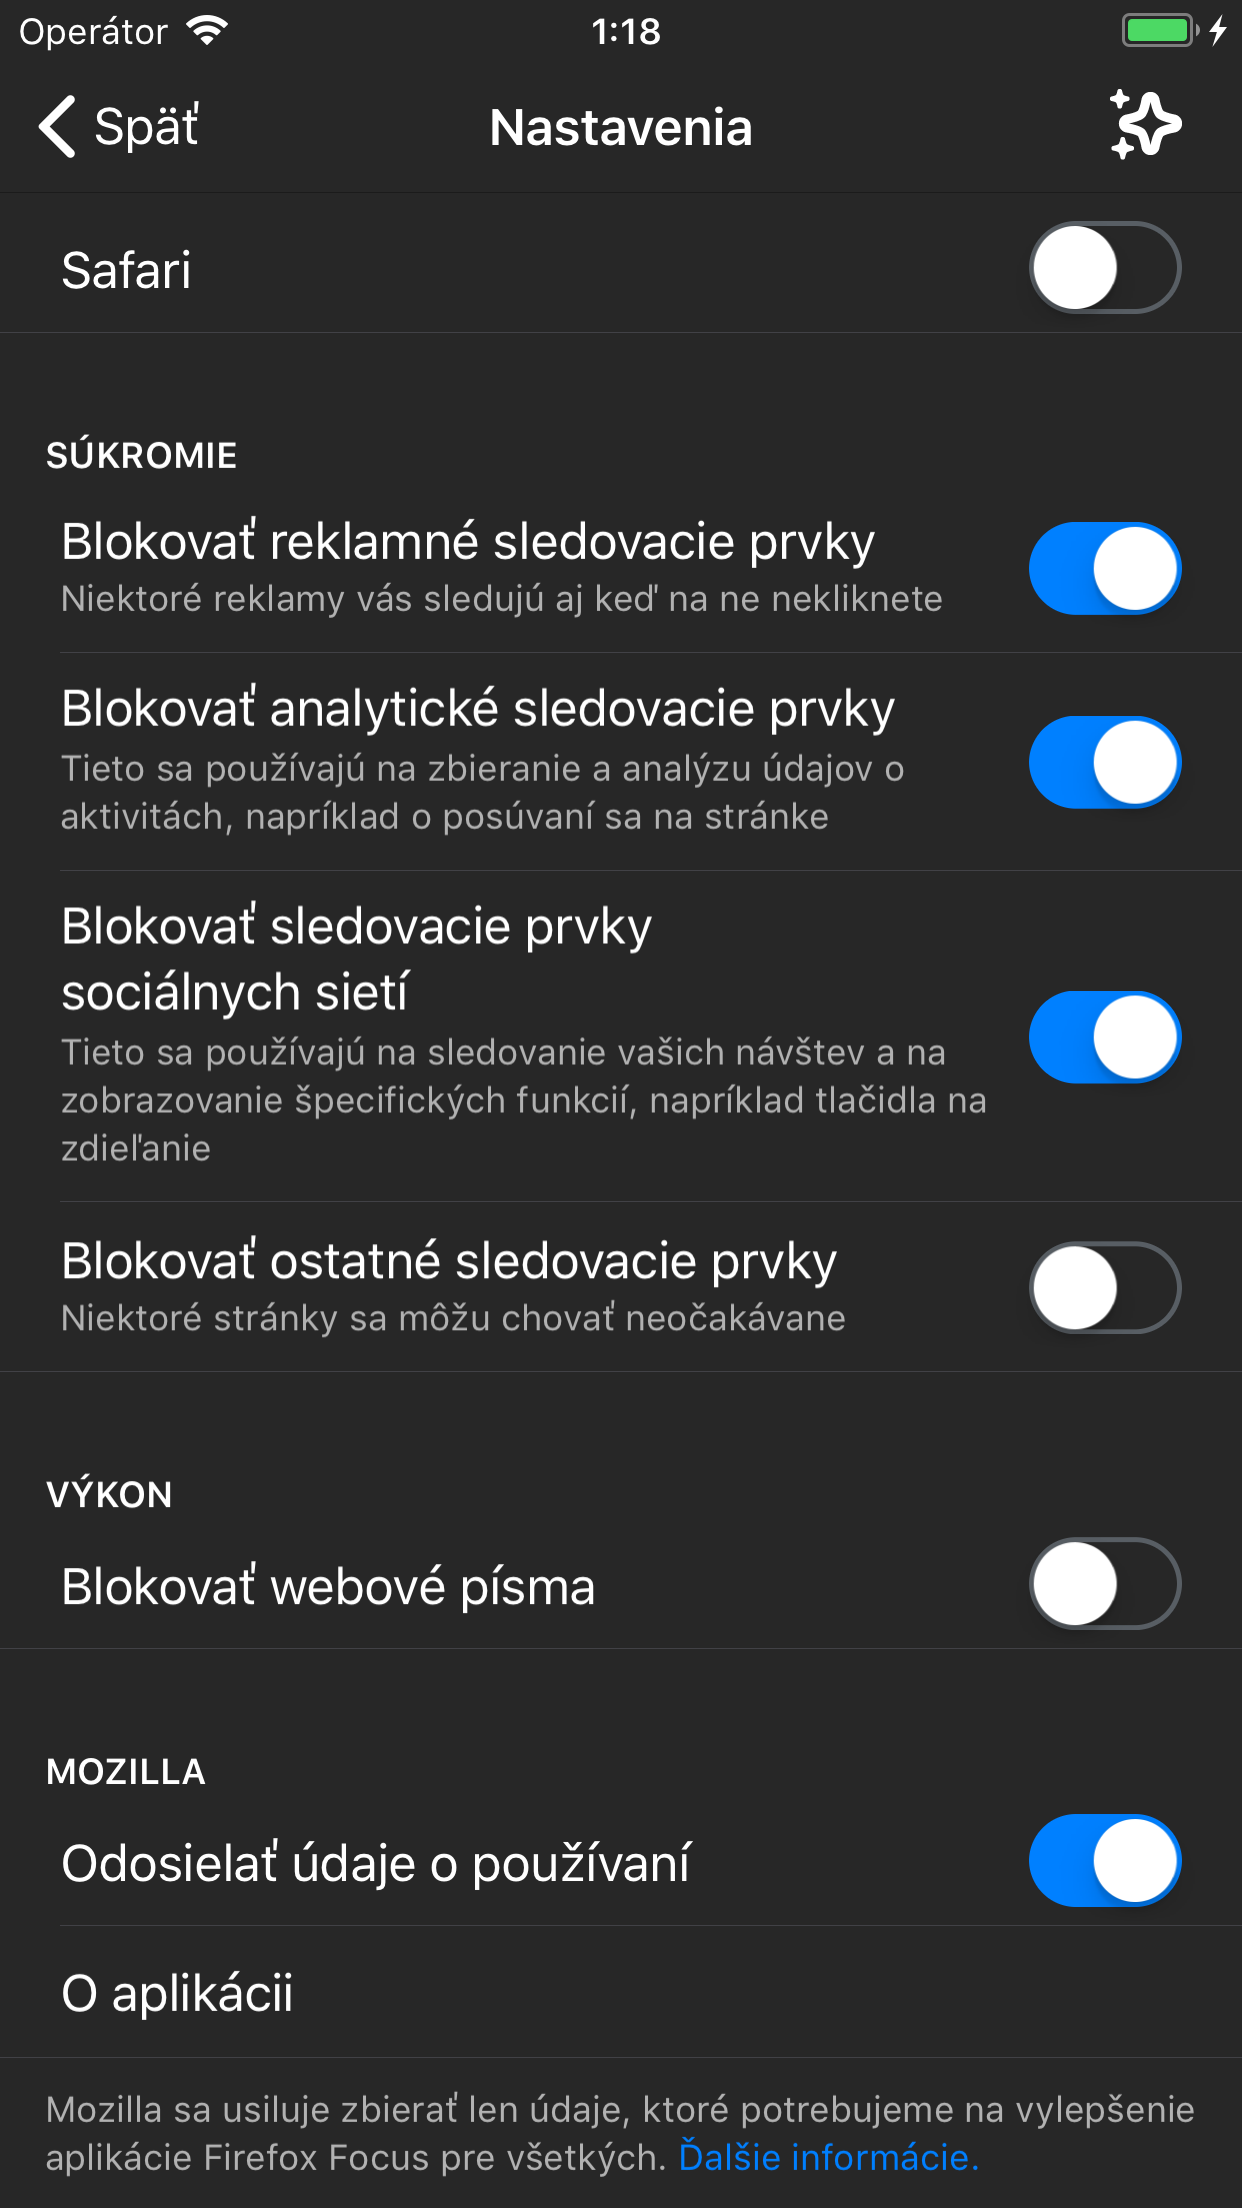 Operátor
1:18
Späť
Nastavenia
Safari
SÚKROMIE
Blokovať reklamné sledovacie prvky
Niektoré reklamy vás sledujú aj keď na ne nekliknete
Blokovať analytické sledovacie prvky
Tieto sa používajú na zbieranie a analýzu údajov o
aktivitách, napríklad o posúvaní sa na stránke
Blokovať sledovacie prvky
sociálnych sietí
Tieto sa používajú na sledovanie vašich návštev a na
zobrazovanie špecifických funkcií, napríklad tlačidla na
zdieľanie
Blokovať ostatné sledovacie prvky
Niektoré stránky sa môžu chovať neočakávane
VÝKON
Blokovať webové písma
MOZILLA
Odosielať údaje o používaní
O aplikácii
Mozilla sa usiluje zbierať len údaje, ktoré potrebujeme na vylepšenie
aplikácie Firefox Focus pre všetkých. Ďalšie informácie.